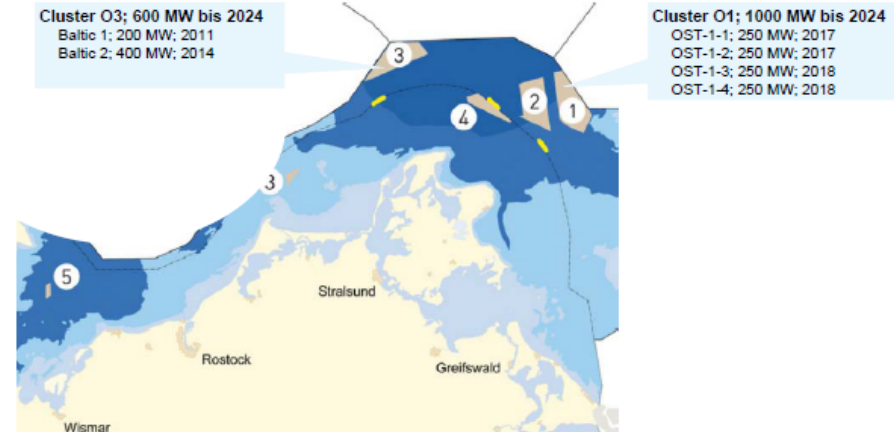 Cluster O3; 600 MW bis 2024
Baltic 1; 200 MW; 2011
Baltic 2; 400 MW; 2014
Cluster O1; 1000 MW bis 2024
OST-1-1; 250 MW; 2017
OST-1-2; 250 MW; 2017
OST-1-3; 250 MW; 2018
OST-1-4; 250 MW; 2018
3
2
1
4
3
5
Stralsund
Rostock
Greifswald
Wismar